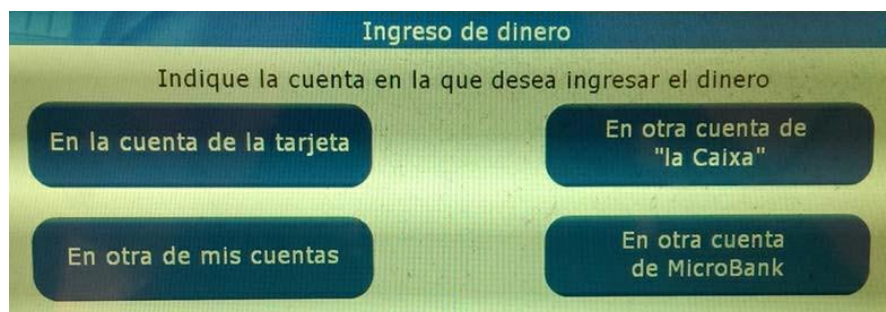 Ingreso de dinero
Indique la cuenta en la que desea ingresar el dinero
En la cuenta de la tarjeta
En otra cuenta de
"la Caixa"
En otra de mis cuentas
En otra cuenta
de MicroBank